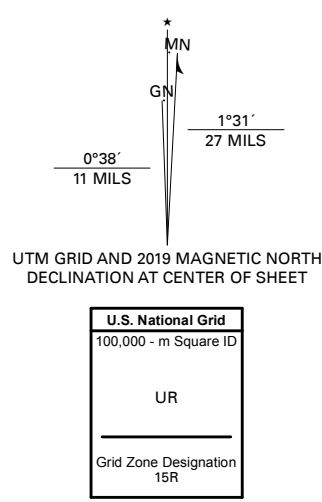 MN
GN
1°31´
27 MILS
0°38´
11 MILS
UTM GRID AND 2019 MAGNETIC NORTH
DECLINATION AT CENTER OF SHEET
U.S. National Grid
100,000 - m Square ID
UR
Grid Zone Designation
15R